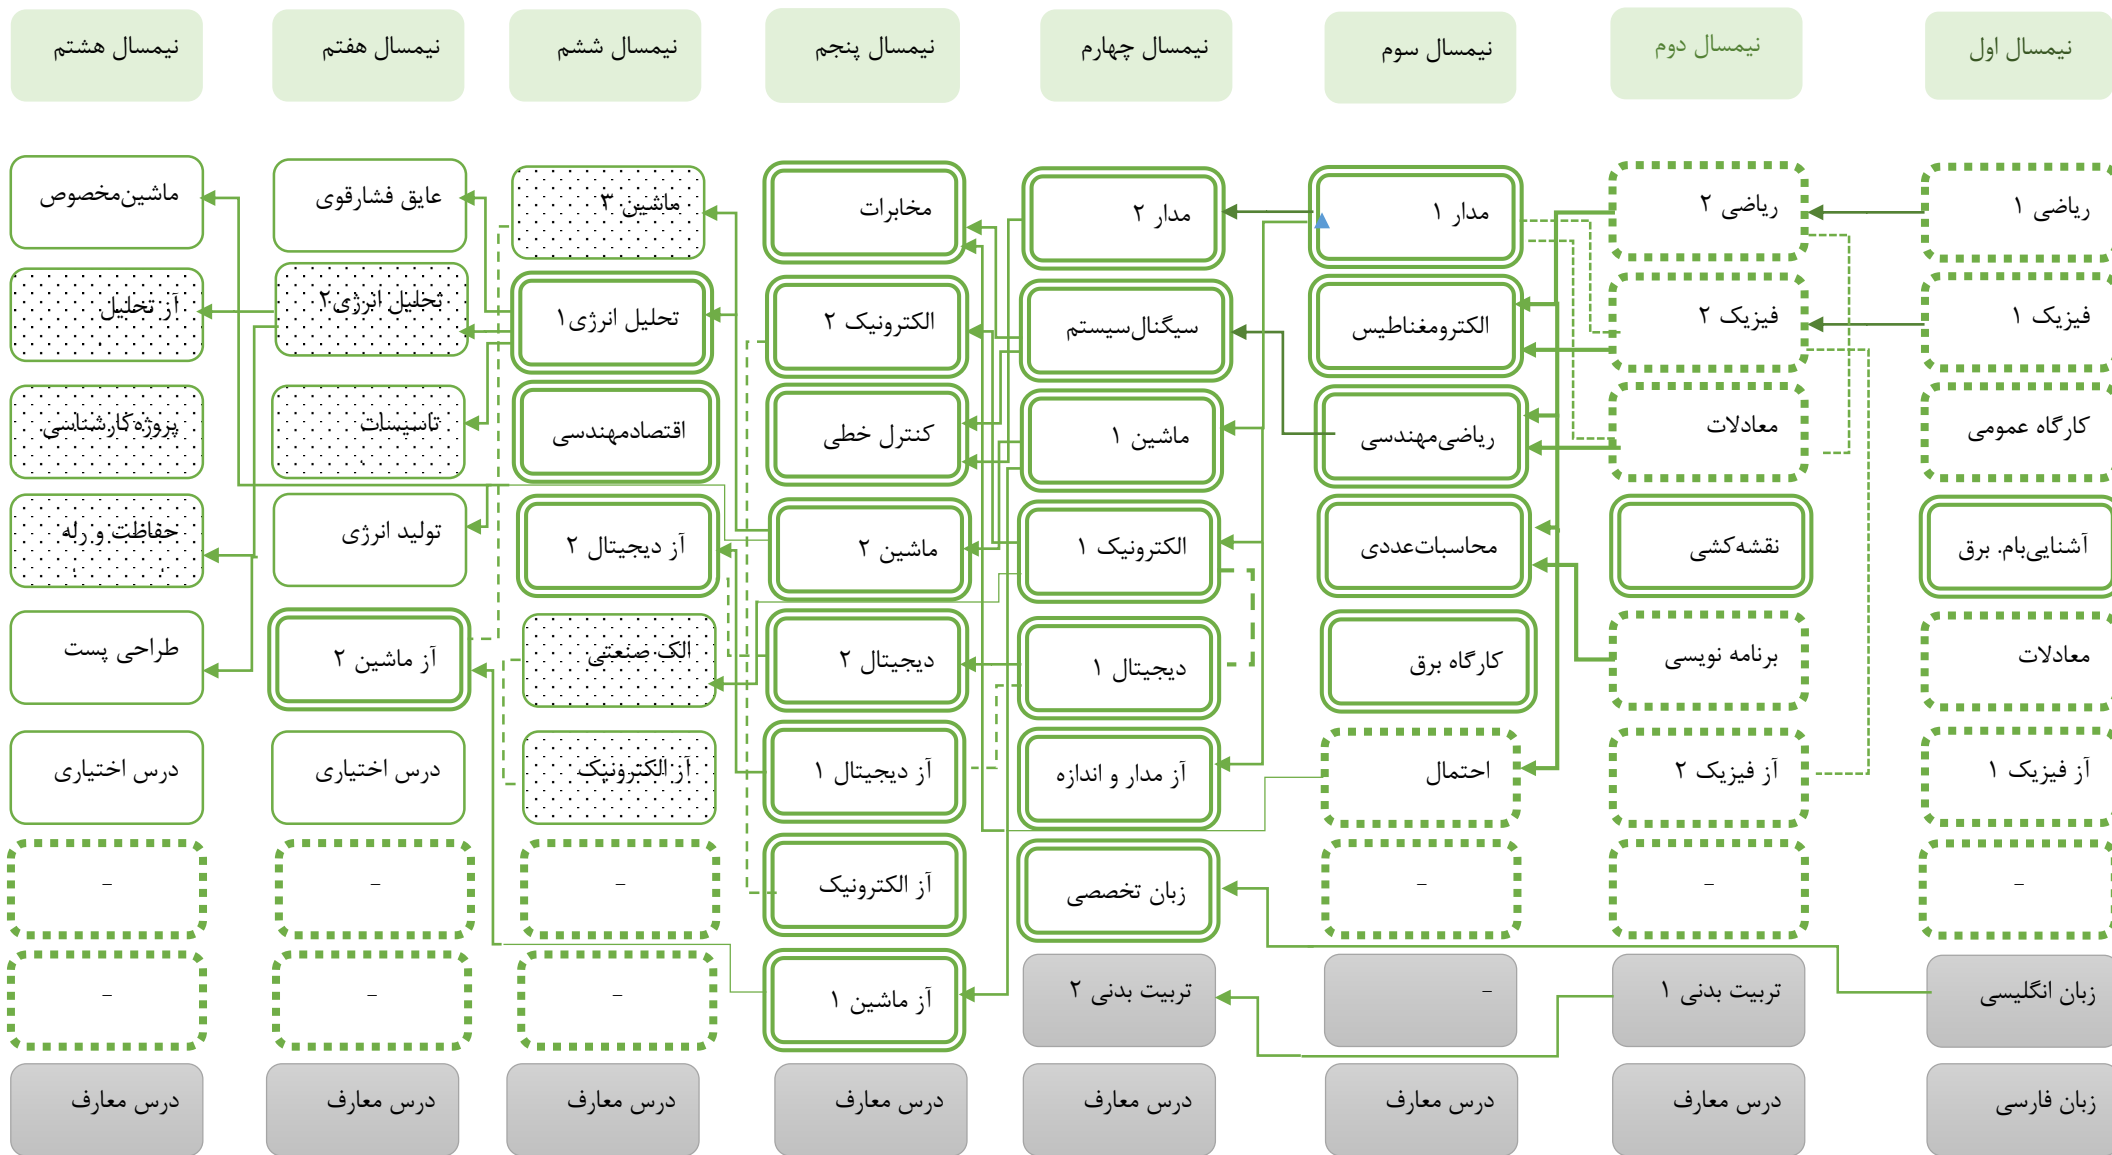 نیمسال اول
نیمسال دوم
نیمسال سوم
نیمسال چهارم
نیمسال پنجم
نیمسال ششم
نیمسال هفتم
نیمسال هشتم
ریاضی ۱
ریاضی ۲
مدار ۱
مدار ۲
مخابرات
ماشین ۳
عایق فشارقوی
ماشین‌مخصوص
فیزیک ۱
فیزیک ۲
الکترومغناطیس
سیگنال‌سیستم
الکترونیک ۲
تحلیل انرژی۱
تحلیل انرژی۲
آز تحلیل
کارگاه عمومی
معادلات
ریاضی‌مهندسی
ماشین ۱
کنترل خطی
اقتصادمهندسی
تاسیسات
پروژه‌کارشناسی
آشنایی‌بام. برق
نقشه‌کشی
محاسبات‌عددی
الکترونیک ۱
ماشین ۲
آز دیجیتال ۲
تولید انرژی
حفاظت و رله
معادلات
برنامه نویسی
کارگاه برق
دیجیتال ۱
دیجیتال ۲
الک صنعتی
آز ماشین ۲
طراحی پست
آز فیزیک ۱
آز فیزیک ۲
احتمال
آز مدار و اندازه
آز دیجیتال ۱
آز الکترونیک
درس اختیاری
درس اختیاری
–
–
–
زبان تخصصی
آز الکترونیک
–
–
–
زبان انگلیسی
تربیت بدنی ۱
–
تربیت بدنی ۲
آز ماشین ۱
–
–
–
زبان فارسی
درس معارف
درس معارف
درس معارف
درس معارف
درس معارف
درس معارف
درس معارف